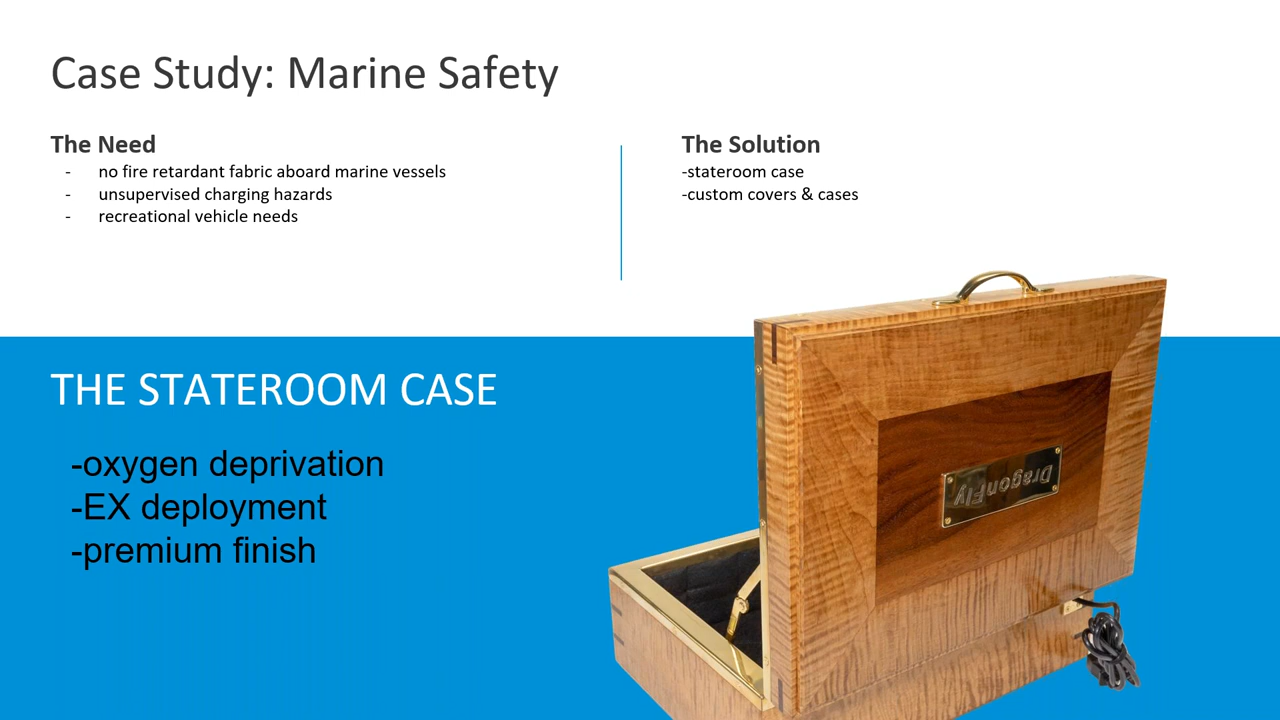 Case Study: Marine Safety
The Need
- no fire retardant fabric aboard marine vessels
- unsupervised charging hazards
- recreational vehicle needs
The Solution
-stateroom case
-custom covers & cases
THE STATEROOM CASE
-oxygen deprivation
-EX deployment
-premium finish
DragonFly